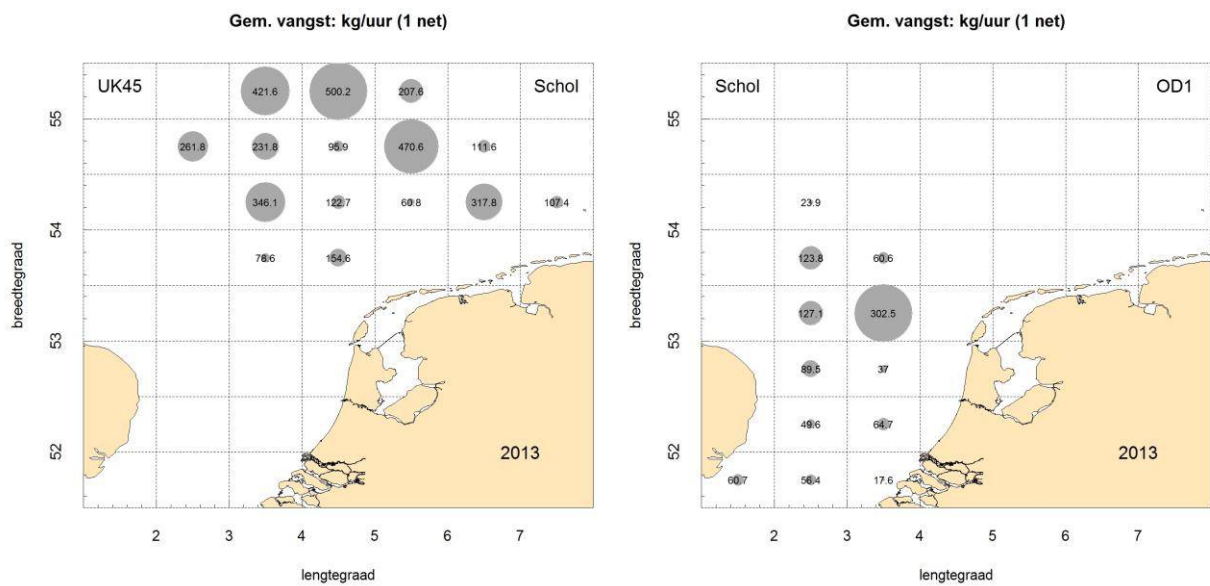 Gem. vangst: kg/uur (1 net)
UK45
Schol
421.6 500.2 207.6
261.8 231.8 95.9 470.6 111.6
346.1 122.7 60.8 317.8 107.4
78.6 154.6
2013
55
54
53
52
breedtegraad
2 3 4 5 6 7
lengtegraad
Gem. vangst: kg/uur (1 net)
Schol
OD1
23.9
123.8 60.6
127.1 302.5
89.5 37
49.6 64.7
60.7 56.4 17.6
2013
55
54
53
52
breedtegraad
2 3 4 5 6 7
lengtegraad